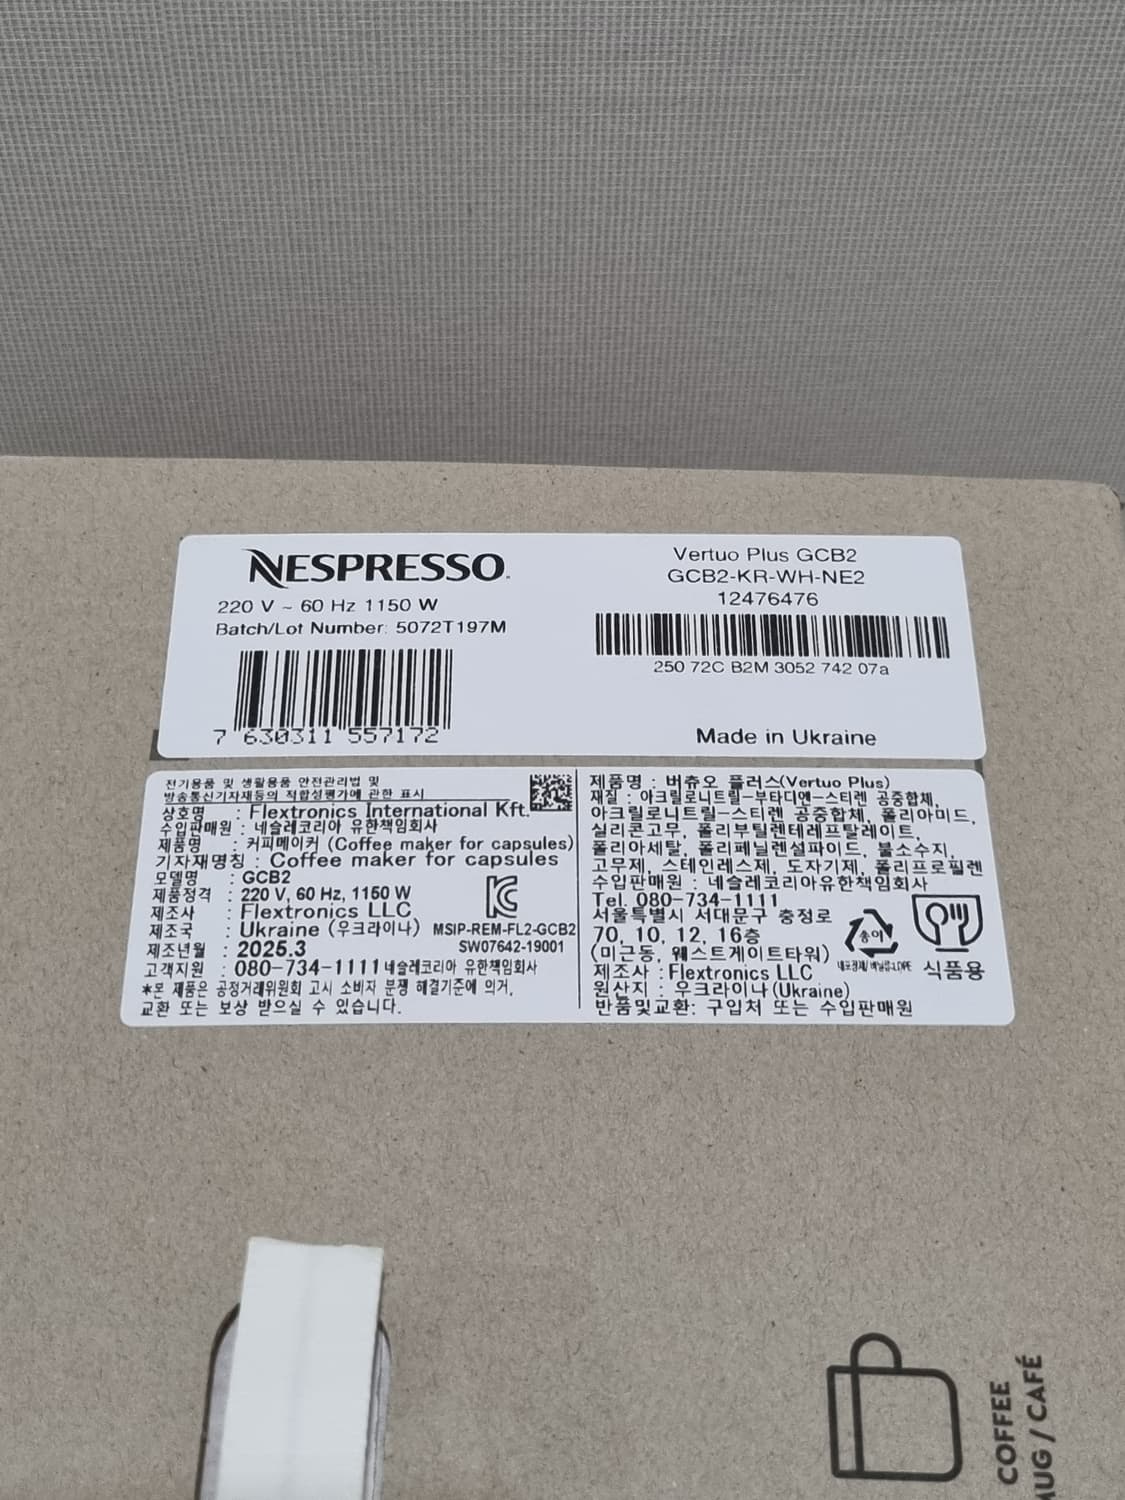 NESPRESSO.
220 V ~ 60 Hz 1150 W
Batch/Lot Number: 5072T197M
7 630311 557172
Vertuo Plus GCB2
GCB2-KR-WH-NE2
12476476
250 72C B2M 3052 742 07a
Made in Ukraine
전기용품 및 생활용품 안전관리법 및
방송통신기자재등의 적합성평가에 관한 표시
상호명 : Flextronics International Kft.
수입판매원 : 네슬레코리아 유한책임회사
제품명 : 커피메이커 (Coffee maker for capsules)
기자재명칭 : Coffee maker for capsules
모델명 : GCB2
제품정격 : 220 V, 60 Hz, 1150 W
제조사 : Flextronics LLC
제조국 : Ukraine (우크라이나)
제조년월 : 2025.3
고객지원 : 080-734-1111 네슬레코리아 유한책임회사
*본 제품은 공정거래위원회 고시 소비자 분쟁 해결기준에 의거,
교환 또는 보상 받으실 수 있습니다.
MSIP-REM-FL2-GCB2
SW07642-19001
제품명 : 버츄오 플러스(Vertuo Plus)
재질 : 아크릴로니트릴-부타디엔-스티렌 공중합체,
아크릴로니트릴-스티렌 공중합체, 폴리아미드,
실리콘고무, 폴리부틸렌테레프탈레이트,
폴리아세탈, 폴리페닐렌설파이드, 불소수지,
고무제, 스테인레스제, 도자기제, 폴리프로필렌
수입판매원 : 네슬레코리아유한책임회사
Tel. 080-734-1111
서울특별시 서대문구 충정로
70, 10, 12, 16층
(미근동, 웨스트게이트타워)
제조사 : Flextronics LLC
원산지 : 우크라이나 (Ukraine)
반품및교환: 구입처 또는 수입판매원
종이
식품용
COFFEE
MUG / CAFÉ